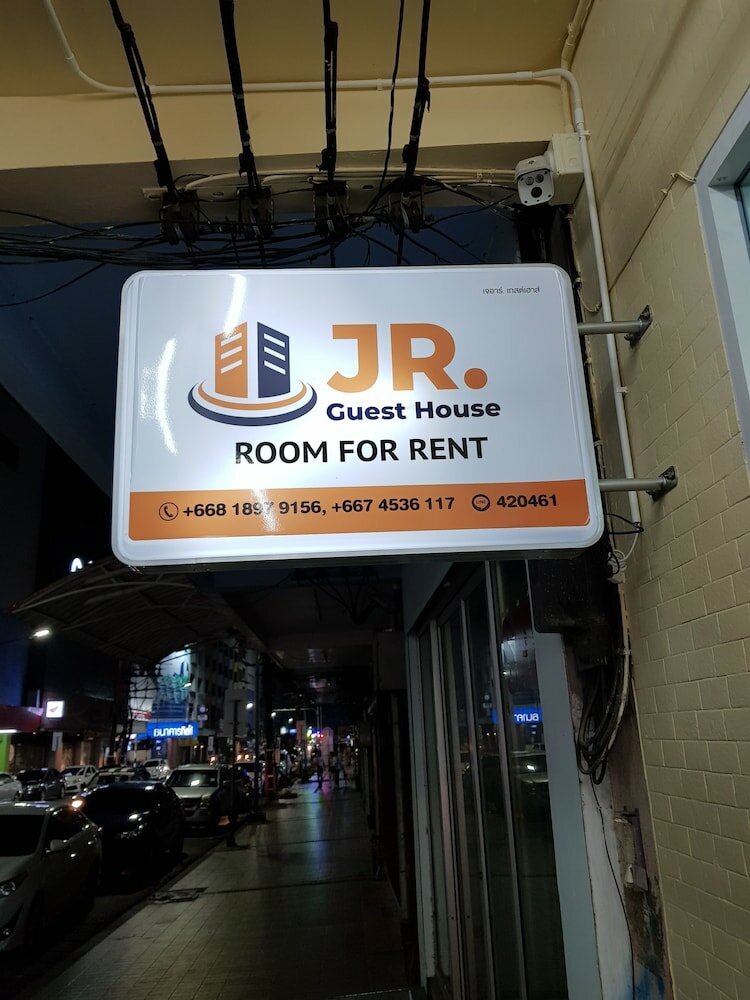 เจอาร์. เกสต์เฮาส์
JR.
Guest House
ROOM FOR RENT
+668 1897 9156, +667 4536 117 LINE 420461